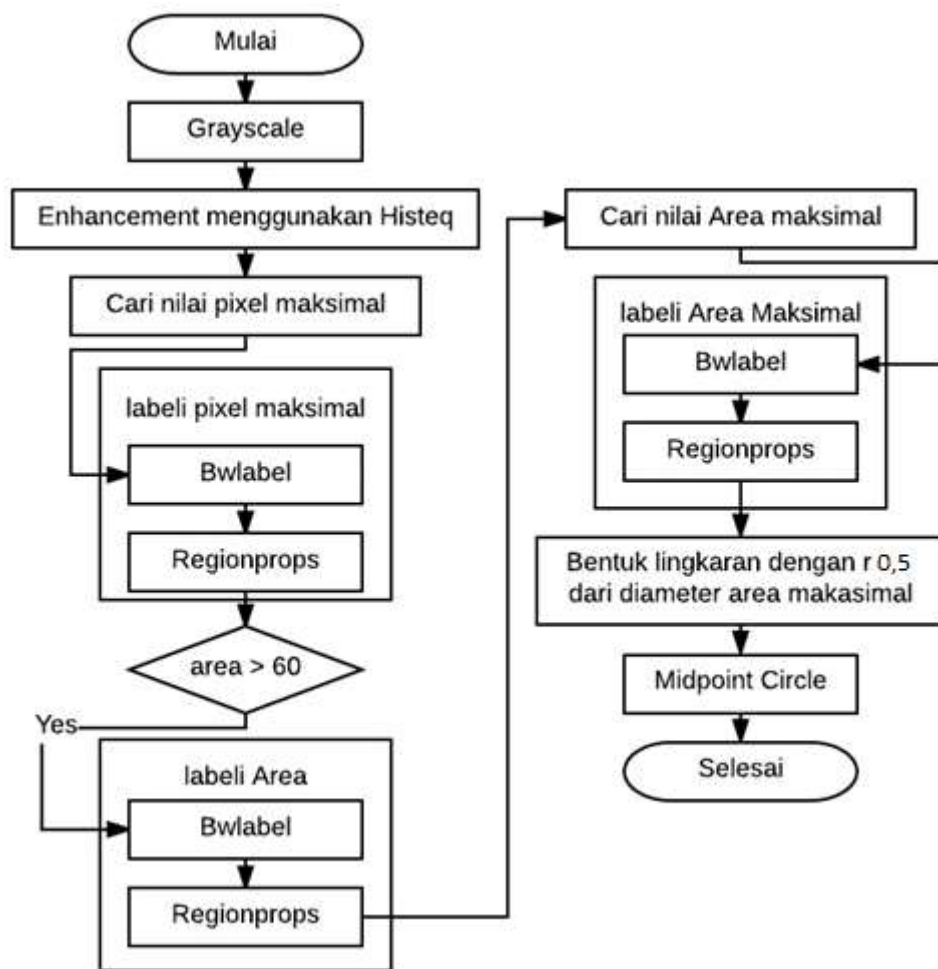 Mulai
Grayscale
Enhancement menggunakan Histeq
Cari nilai pixel maksimal
labeli pixel maksimal
Bwlabel
Regionprops
area > 60
Yes
labeli Area
Bwlabel
Regionprops
Cari nilai Area maksimal
labeli Area Maksimal
Bwlabel
Regionprops
Bentuk lingkaran dengan r 0,5
dari diameter area makasimal
Midpoint Circle
Selesai